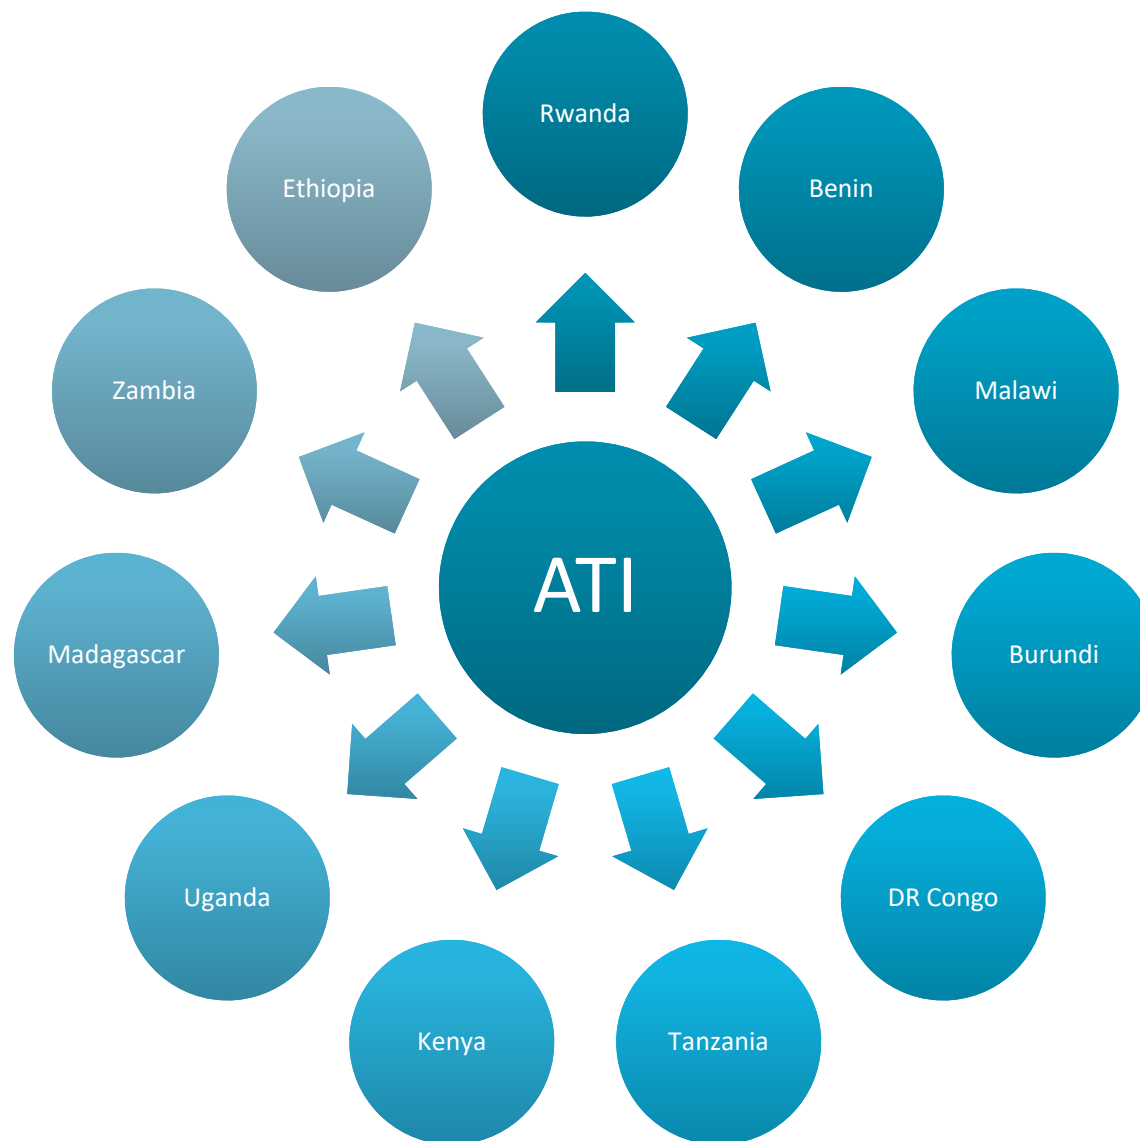 Rwanda
Benin
Malawi
Burundi
DR Congo
Tanzania
Kenya
Uganda
Madagascar
Zambia
Ethiopia
ATI